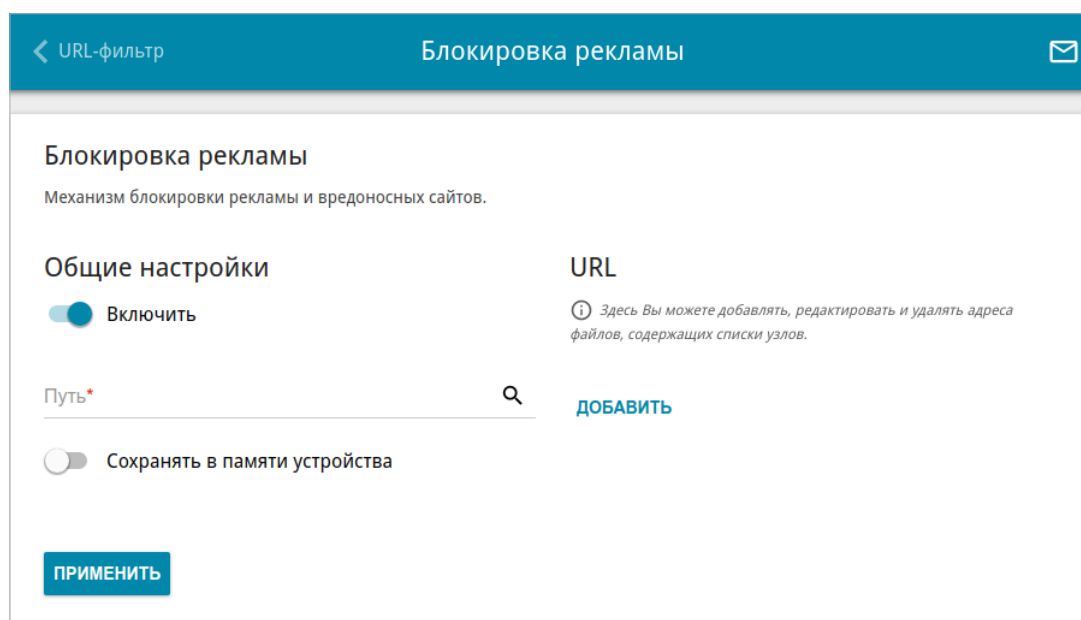 URL-фильтр
Блокировка рекламы
Блокировка рекламы
Механизм блокировки рекламы и вредоносных сайтов.
Общие настройки
Включить
Путь*
Сохранять в памяти устройства
ПРИМЕНИТЬ
URL
Здесь Вы можете добавлять, редактировать и удалять адреса
файлов, содержащих списки узлов.
ДОБАВИТЬ